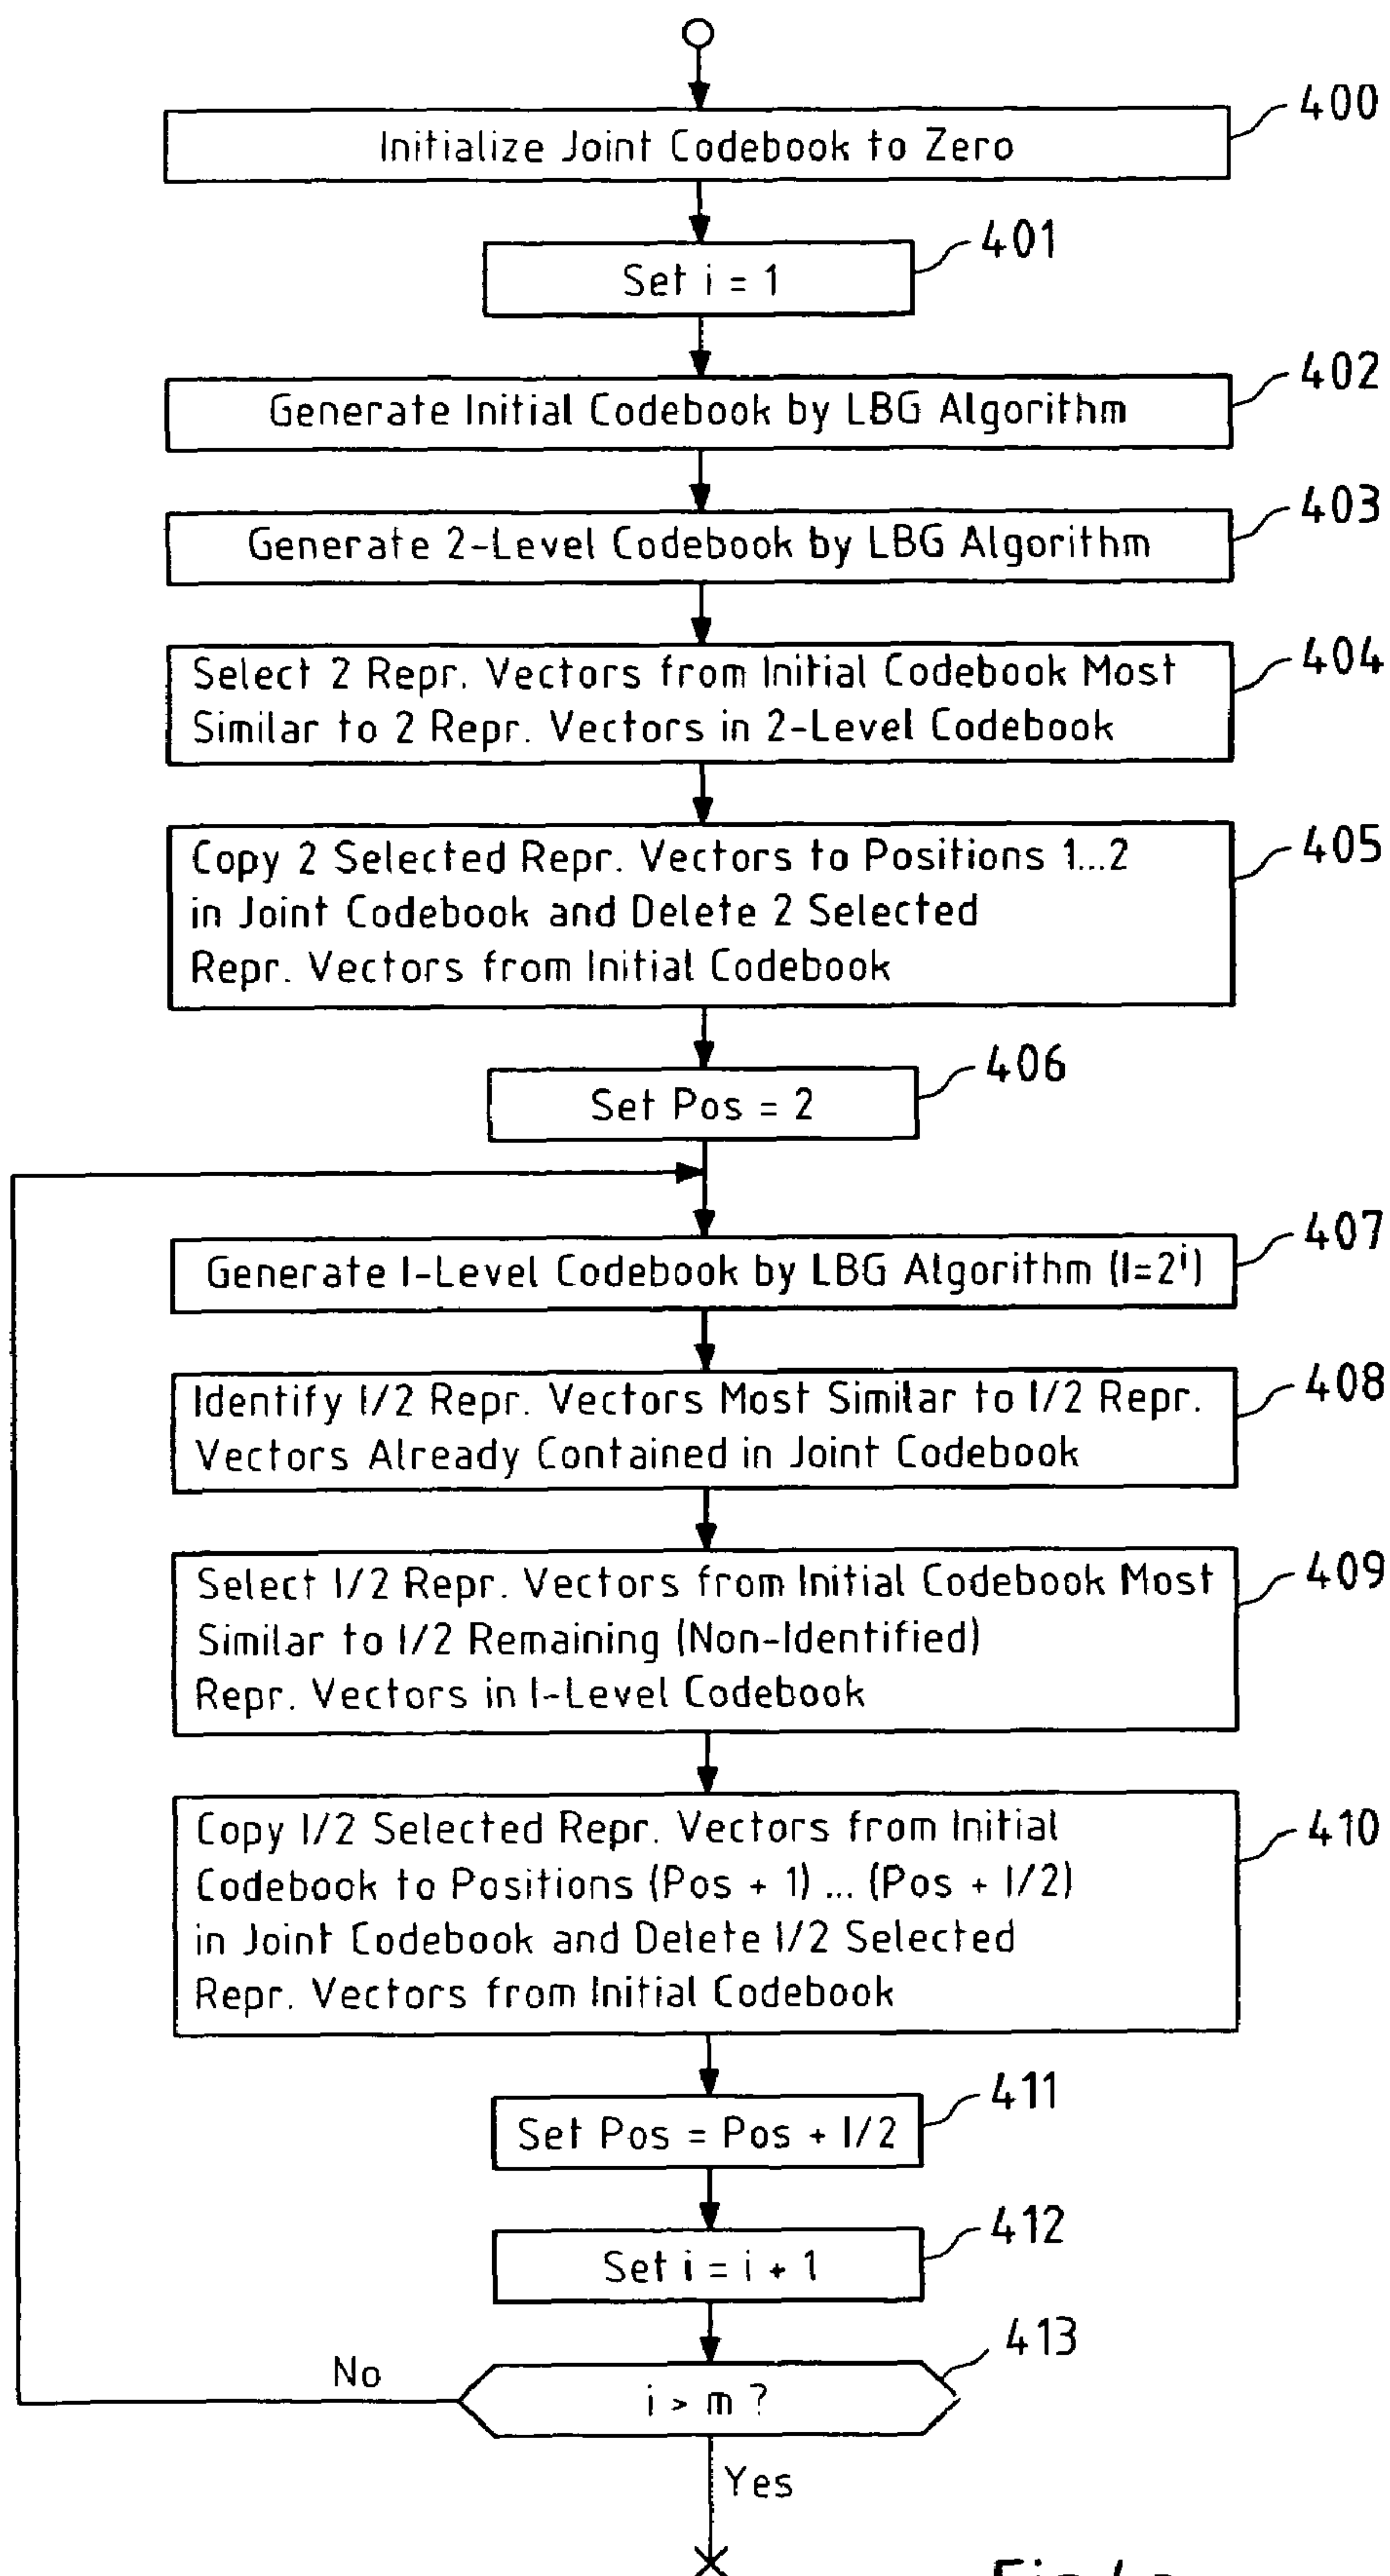 400
Initialize Joint Codebook to Zero
401
Set i = 1
402
Generate Initial Codebook by LBG Algorithm
403
Generate 2-Level Codebook by LBG Algorithm
404
Select 2 Repr. Vectors from Initial Codebook Most
Similar to 2 Repr. Vectors in 2-Level Codebook
405
Copy 2 Selected Repr. Vectors to Positions 1...2
in Joint Codebook and Delete 2 Selected
Repr. Vectors from Initial Codebook
406
Set Pos = 2
407
Generate l-Level Codebook by LBG Algorithm (l=2ⁱ)
408
Identify l/2 Repr. Vectors Most Similar to l/2 Repr.
Vectors Already Contained in Joint Codebook
409
Select l/2 Repr. Vectors from Initial Codebook Most
Similar to l/2 Remaining (Non-Identified)
Repr. Vectors in l-Level Codebook
410
Copy l/2 Selected Repr. Vectors from Initial
Codebook to Positions (Pos + 1) ... (Pos + l/2)
in Joint Codebook and Delete l/2 Selected
Repr. Vectors from Initial Codebook
411
Set Pos = Pos + l/2
412
Set i = i + 1
413
No
i > m ?
Yes